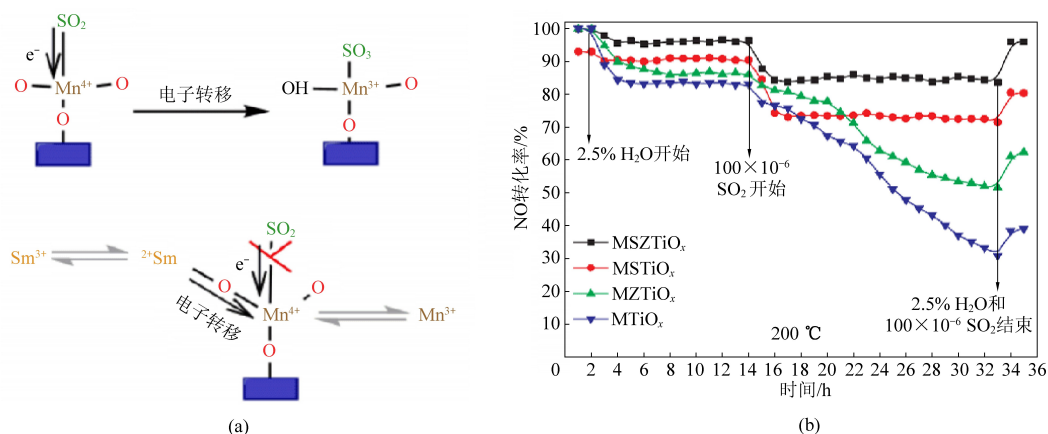 SO₂
e⁻
O
Mn⁴⁺
O
O
电子转移
SO₃
OH
Mn³⁺
O
O
SO₂
Sm³⁺
²⁺Sm
e⁻
O
O
电子转移
Mn⁴⁺
Mn³⁺
O
(a)
NO转化率/%
100
90
80
70
60
50
40
30
20
10
0
2.5% H₂O开始
100×10⁻⁶
SO₂开始
MSZTiOₓ
MSTiOₓ
MZTiOₓ
MTiOₓ
2.5% H₂O和
100×10⁻⁶ SO₂结束
200 ℃
0 2 4 6 8 10 12 14 16 18 20 22 24 26 28 30 32 34 36
时间/h
(b)